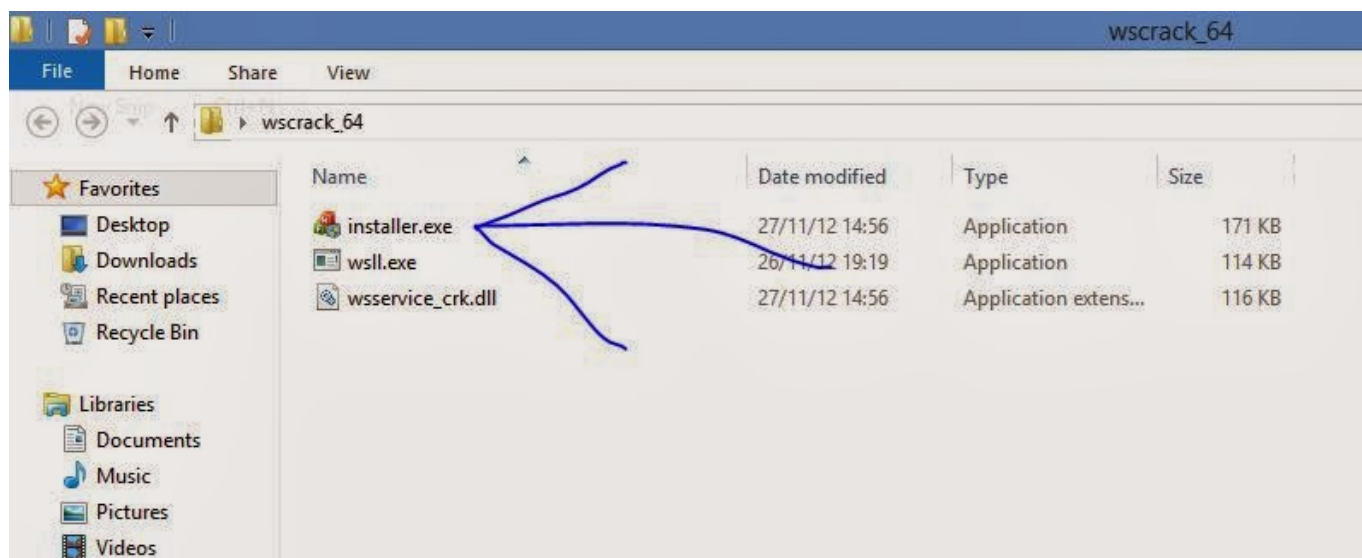 wscrack_64
File Home Share View
wscrack_64
Name Date modified Type Size
Favorites
Desktop
Downloads
Recent places
Recycle Bin
Libraries
Documents
Music
Pictures
Videos
installer.exe 27/11/12 14:56 Application 171 KB
wsll.exe 26/11/12 19:19 Application 114 KB
wsservice_crk.dll 27/11/12 14:56 Application extens... 116 KB